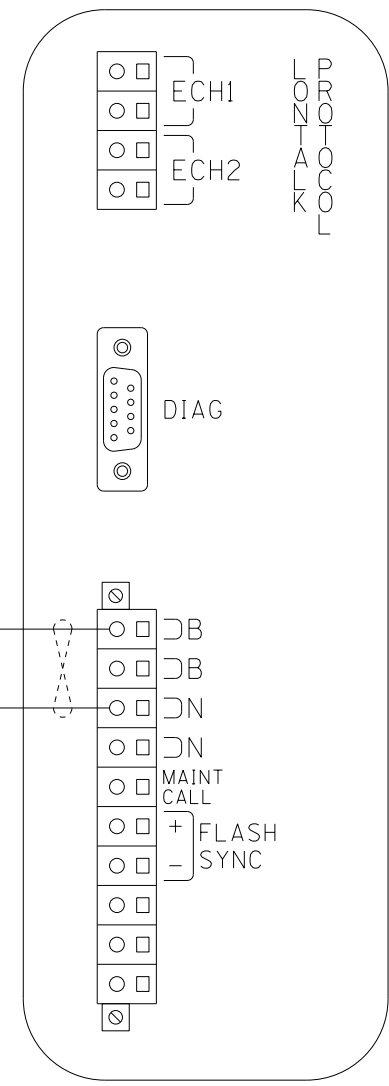 ECH1
ECH2
LONTALK
PROTOCOL
DIAG
B
B
N
N
MAINT
CALL
+ FLASH
- SYNC